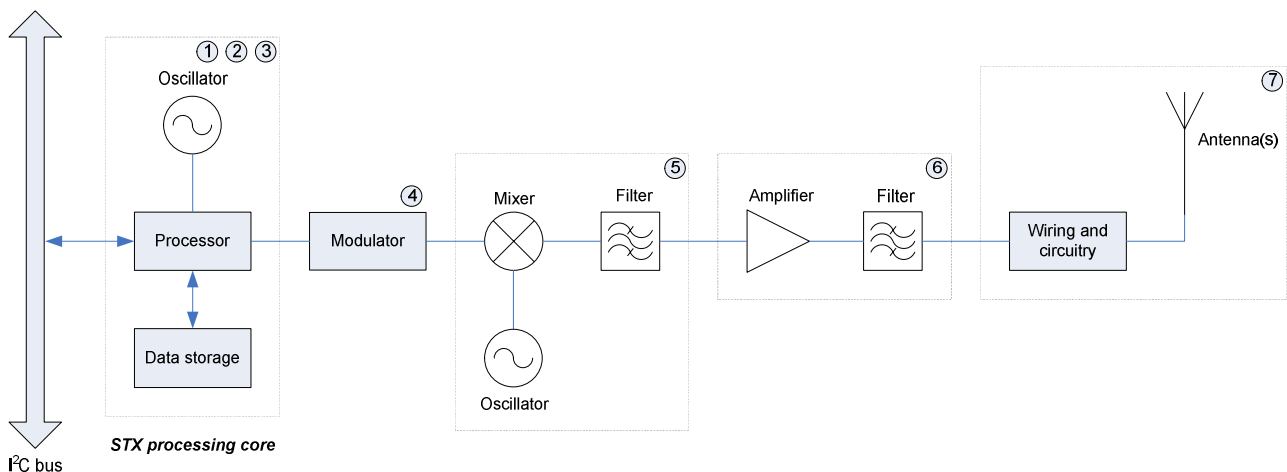 1 2 3
Oscillator
Processor
Data storage
STX processing core
I²C bus
4
Modulator
5
Mixer
Filter
Oscillator
6
Amplifier
Filter
7
Antenna(s)
Wiring and
circuitry